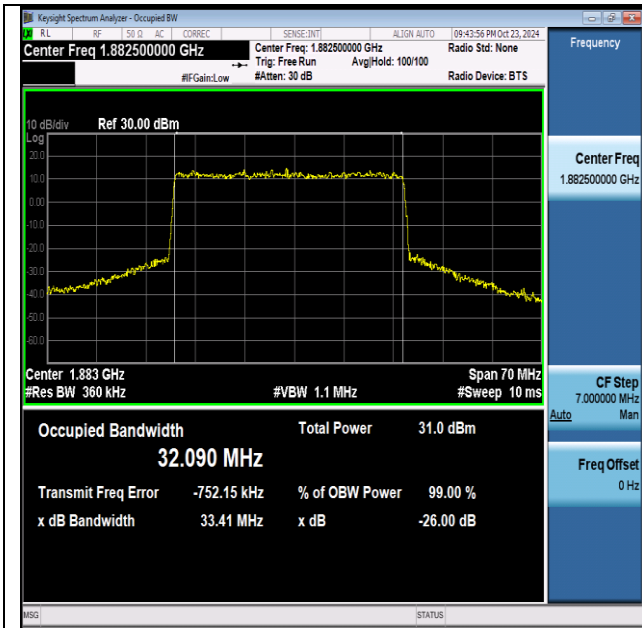 Keysight Spectrum Analyzer - Occupied BW
RL RF 50 Ω AC CORREC SENSE:INT ALIGN AUTO 09:43:56 PM Oct 23, 2024
Center Freq 1.882500000 GHz
Center Freq: 1.882500000 GHz
Radio Std: None
Trig: Free Run Avg|Hold: 100/100
#IFGain:Low #Atten: 30 dB Radio Device: BTS
10 dB/div Ref 30.00 dBm
Log
20.0
10.0
0.00
-10.0
-20.0
-30.0
-40.0
-50.0
-60.0
Center 1.883 GHz Span 70 MHz
#Res BW 360 kHz #VBW 1.1 MHz #Sweep 10 ms
Occupied Bandwidth Total Power 31.0 dBm
32.090 MHz
Transmit Freq Error -752.15 kHz % of OBW Power 99.00 %
x dB Bandwidth 33.41 MHz x dB -26.00 dB
MSG STATUS
Frequency
Center Freq
1.882500000 GHz
CF Step
7.000000 MHz
Auto Man
Freq Offset
0 Hz